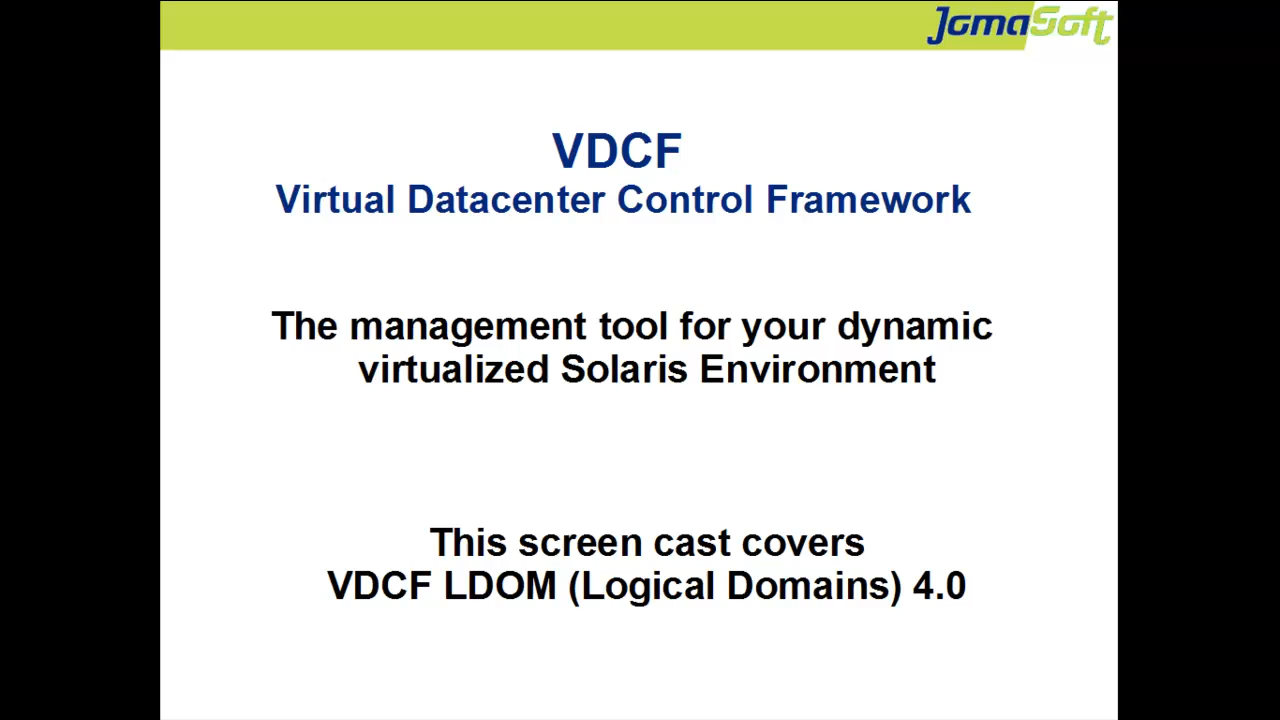 JomaSoft
VDCF
Virtual Datacenter Control Framework
The management tool for your dynamic
virtualized Solaris Environment
This screen cast covers
VDCF LDOM (Logical Domains) 4.0